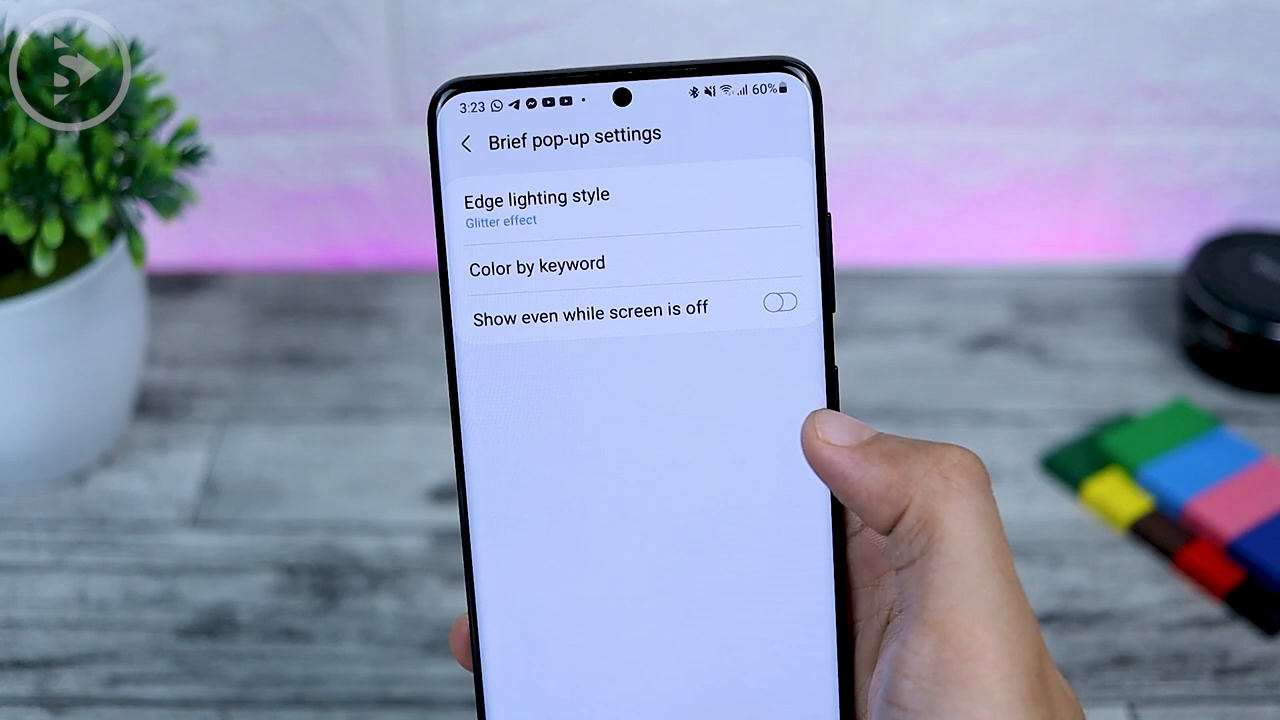 S
3:23 60%
Brief pop-up settings
Edge lighting style
Glitter effect
Color by keyword
Show even while screen is off